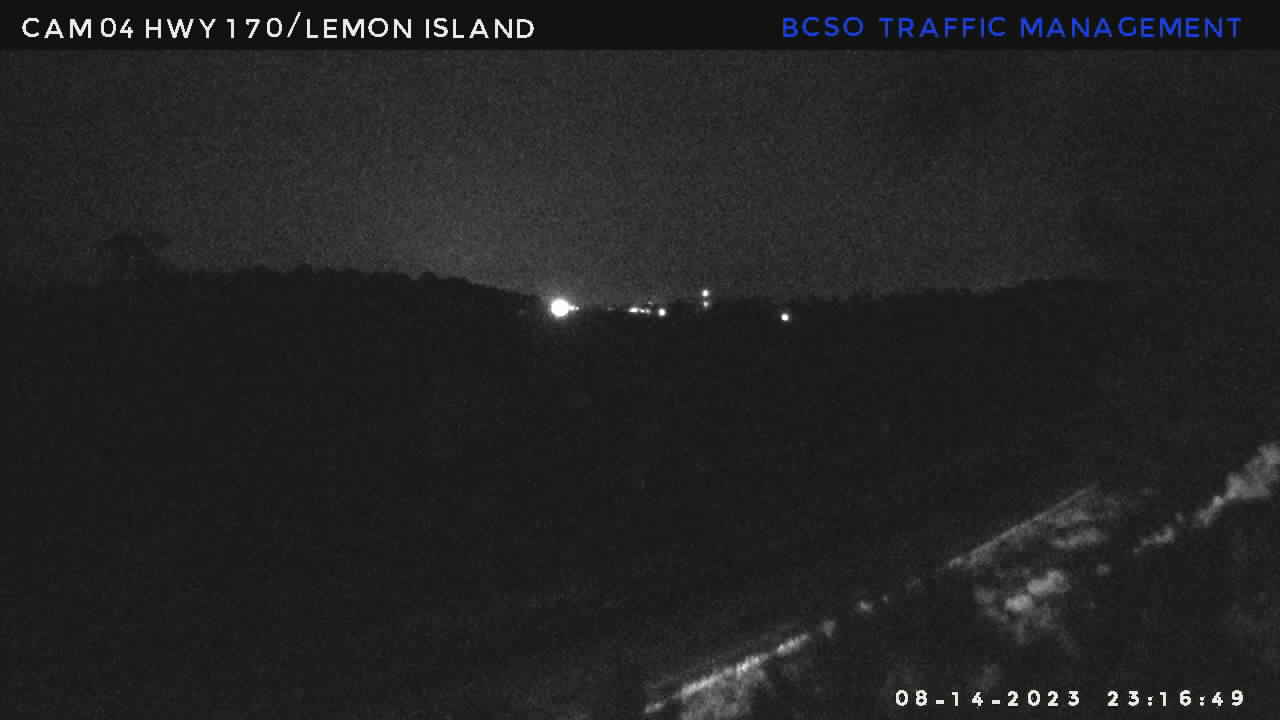 CAM04 HWY 170/LEMON ISLAND
BCSO TRAFFIC MANAGEMENT
08-14-2023 23:16:49